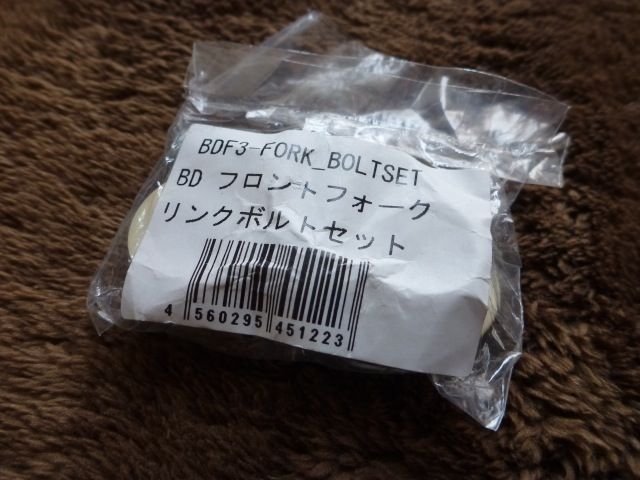 BDF3-FORK_BOLTSET
BD フロントフォーク
リンクボルトセット
4 560295 451223